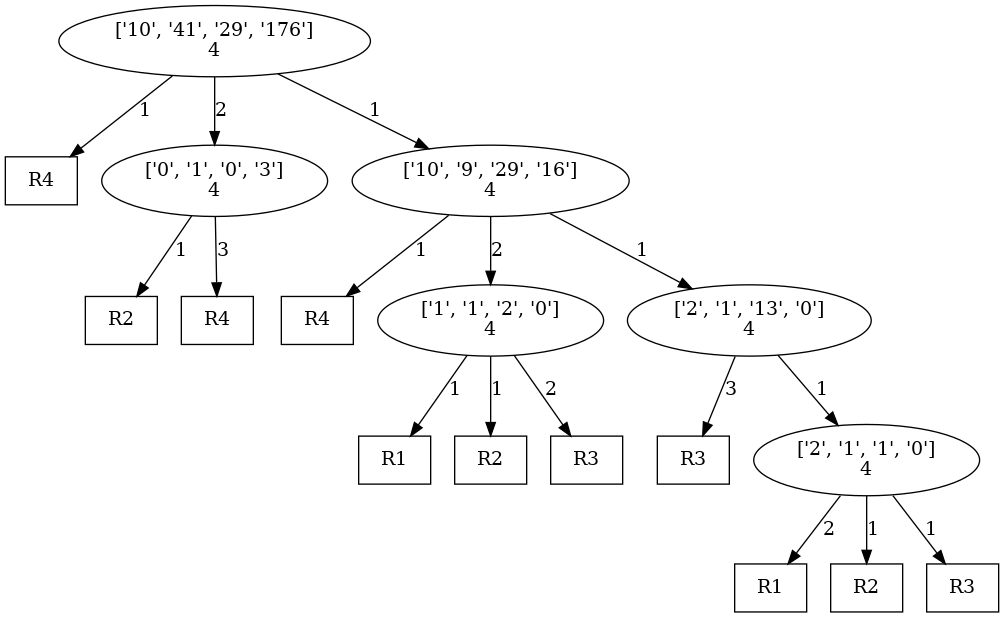 ['10', '41', '29', '176']
4
1
2
1
R4
['0', '1', '0', '3']
4
['10', '9', '29', '16']
4
1
3
1
2
1
R2
R4
R4
['1', '1', '2', '0']
4
['2', '1', '13', '0']
4
1
1
2
3
1
R1
R2
R3
R3
['2', '1', '1', '0']
4
2
1
1
R1
R2
R3